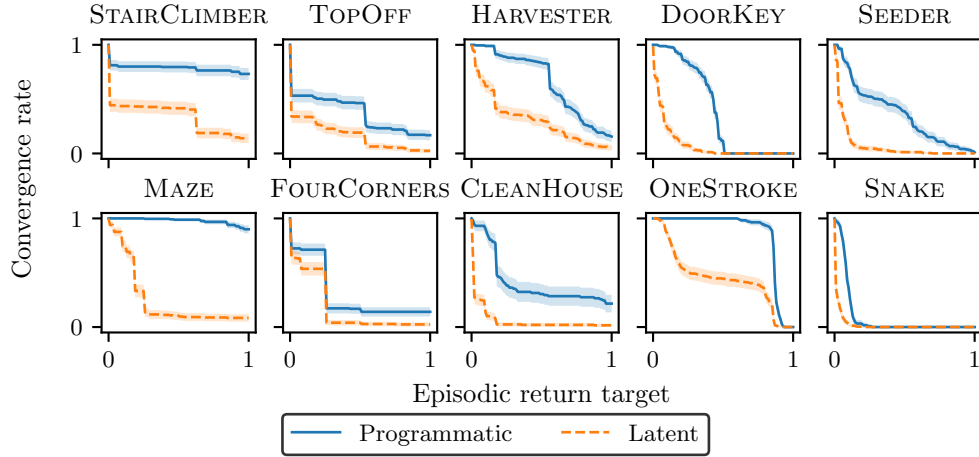 STAIRCLIMBER TOPOFF HARVESTER DOORKEY SEEDER
1
0
MAZE FOURCORNERS CLEANHOUSE ONESTROKE SNAKE
1
0
0 1 0 1 0 1 0 1 0 1
Convergence rate
Episodic return target
Programmatic Latent